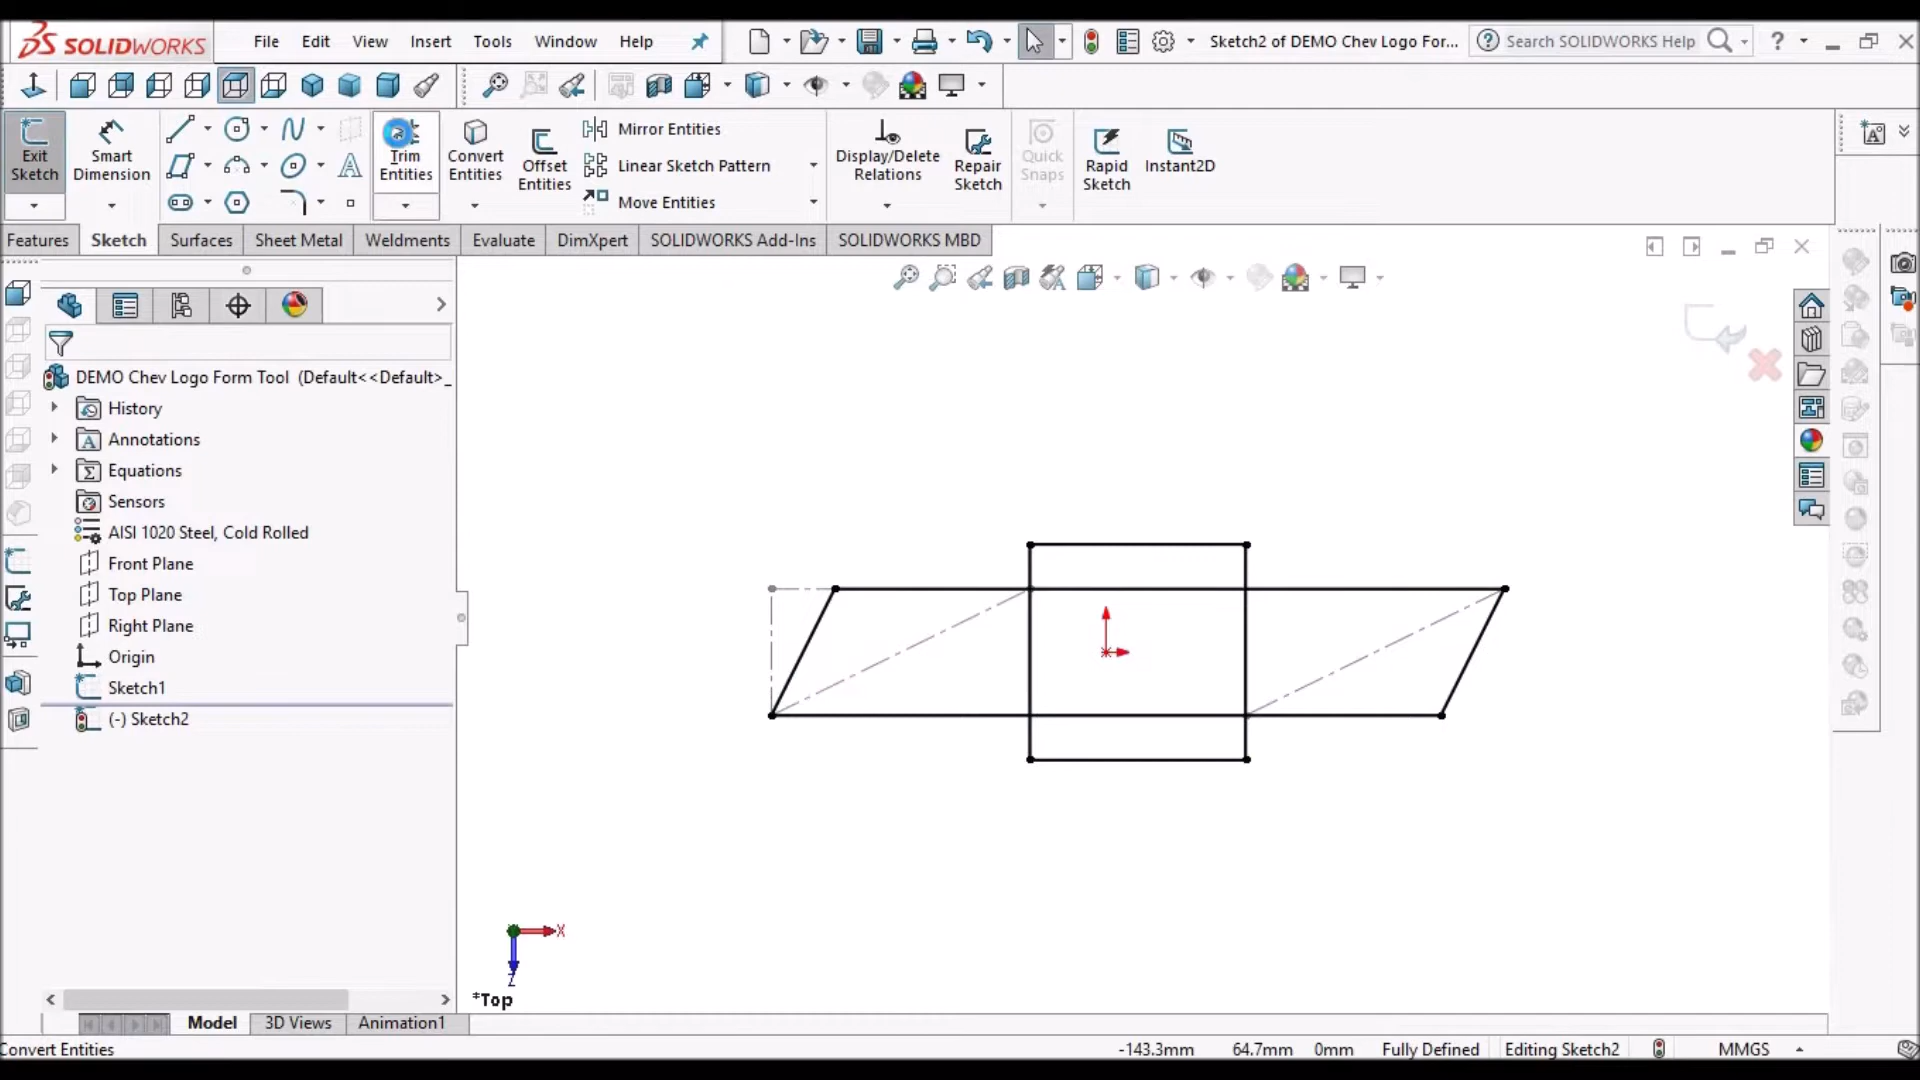 SOLIDWORKS File Edit View Insert Tools Window Help Sketch2 of DEMO Chev Logo For... Search SOLIDWORKS Help
Exit Sketch
Smart Dimension
Trim Entities
Convert Entities
Offset Entities
Mirror Entities
Linear Sketch Pattern
Move Entities
Display/Delete Relations
Repair Sketch
Quick Snaps
Rapid Sketch
Instant2D
Features Sketch Surfaces Sheet Metal Weldments Evaluate DimXpert SOLIDWORKS Add-Ins SOLIDWORKS MBD
DEMO Chev Logo Form Tool (Default<<Default>_
History
Annotations
Equations
Sensors
AISI 1020 Steel, Cold Rolled
Front Plane
Top Plane
Right Plane
Origin
Sketch1
(-) Sketch2
X
Z
*Top
Model 3D Views Animation1
Convert Entities -143.3mm 64.7mm 0mm Fully Defined Editing Sketch2 MMGS